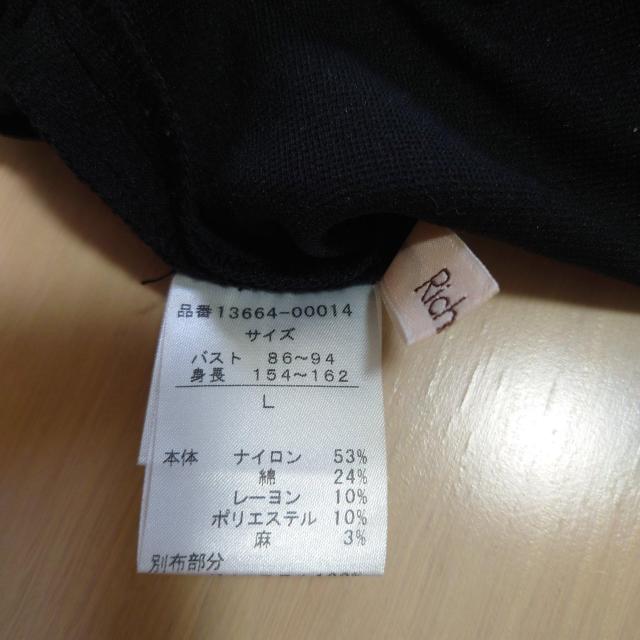 品番13664-00014
サイズ
バスト 86~94
身長 154~162
L
本体 ナイロン 53%
綿 24%
レーヨン 10%
ポリエステル 10%
麻 3%
別布部分
Rich